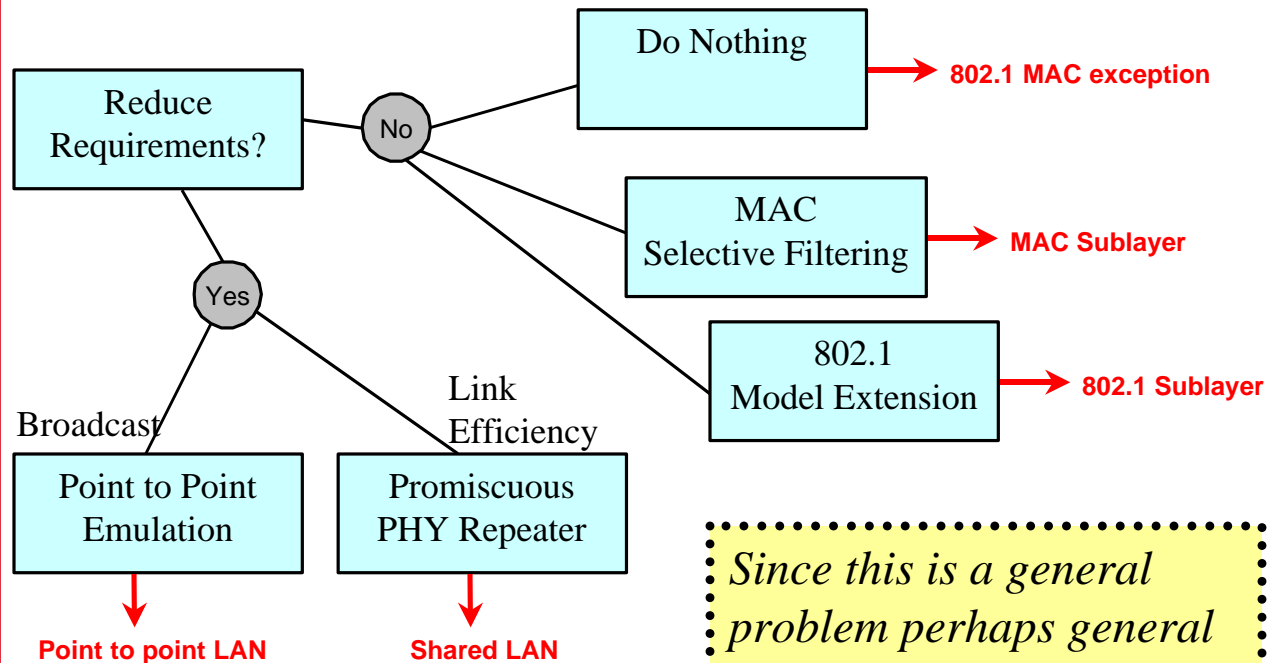 Reduce
Requirements?
No
Do Nothing
802.1 MAC exception
MAC
Selective Filtering
MAC Sublayer
802.1
Model Extension
802.1 Sublayer
Yes
Broadcast
Link
Efficiency
Point to Point
Emulation
Promiscuous
PHY Repeater
Point to point LAN
Shared LAN
Since this is a general
problem perhaps general